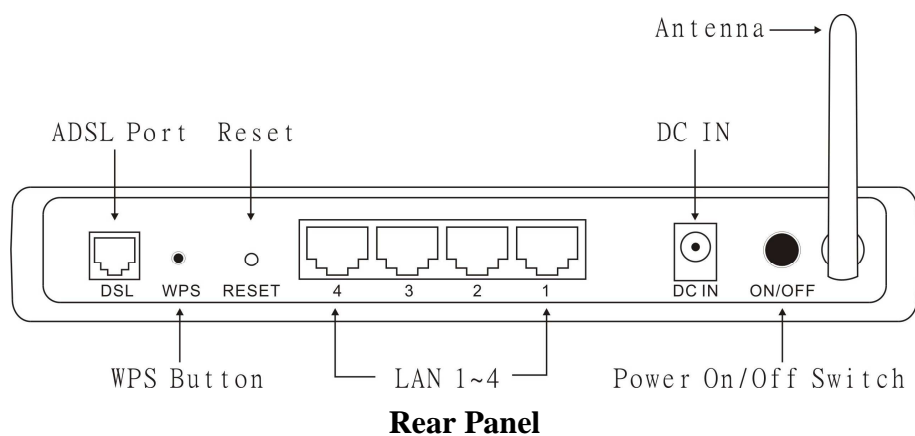 Antenna
ADSL Port Reset DC IN
DSL WPS RESET 4 3 2 1 DC IN ON/OFF
WPS Button LAN 1~4 Power On/Off Switch
Rear Panel